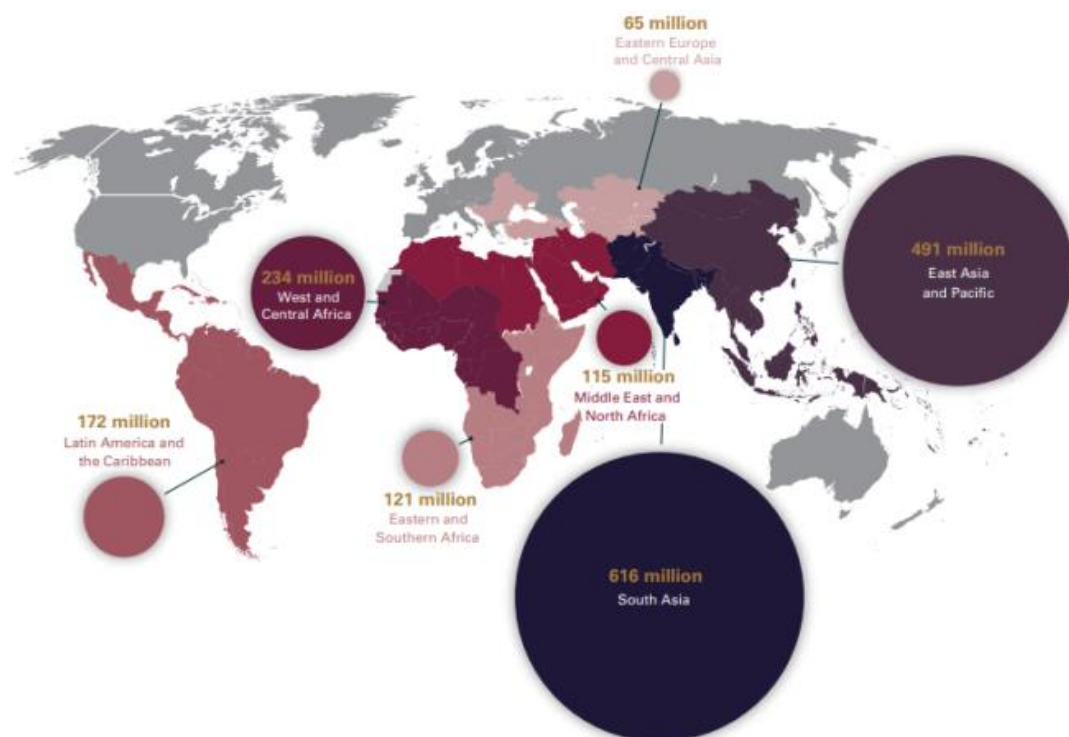 65 million
Eastern Europe
and Central Asia
491 million
East Asia
and Pacific
234 million
West and
Central Africa
115 million
Middle East and
North Africa
172 million
Latin America and
the Caribbean
121 million
Eastern and
Southern Africa
616 million
South Asia